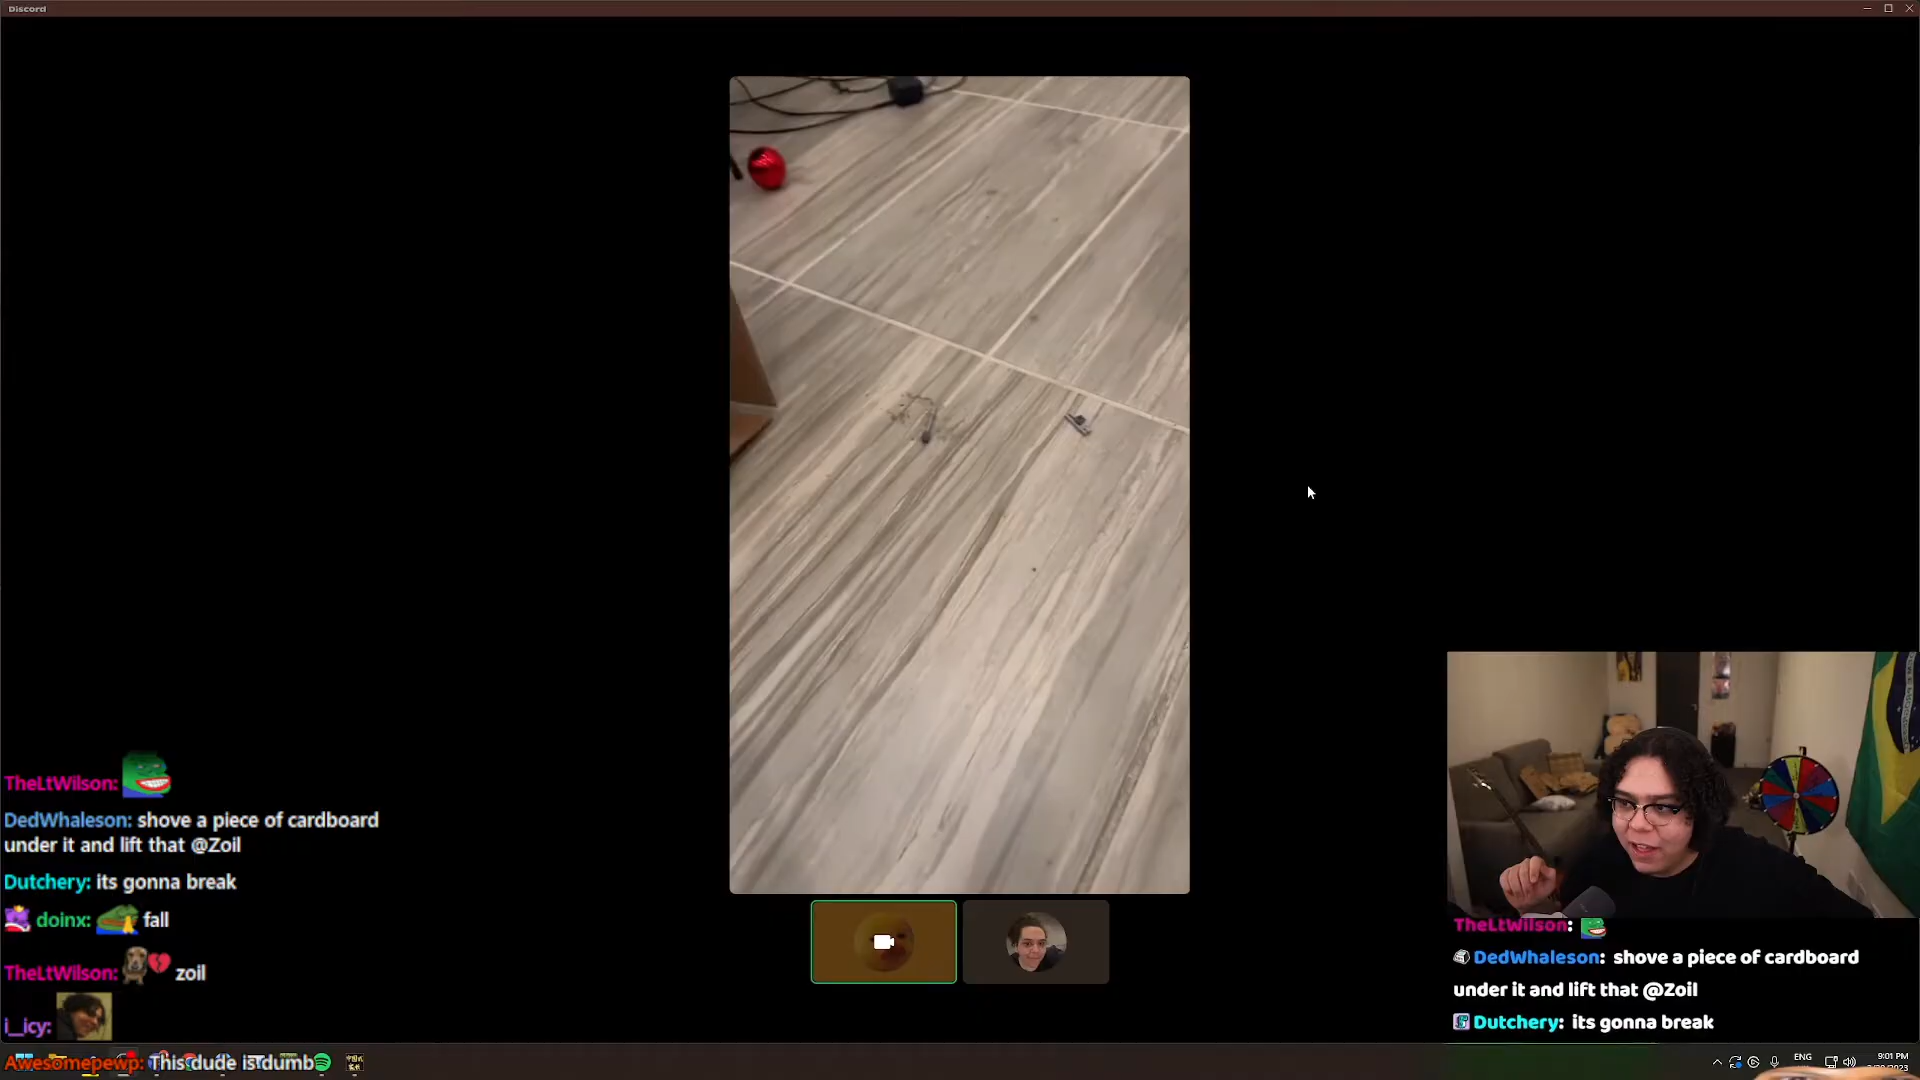 Discord
TheLtWilson:
DedWhaleson: shove a piece of cardboard
under it and lift that @Zoil
Dutchery: its gonna break
doinx: fall
TheLtWilson: zoil
i_icy:
Awesomepewp: This dude is dumb
TheLtWilson:
DedWhaleson: shove a piece of cardboard
under it and lift that @Zoil
Dutchery: its gonna break
ENG
9:01 PM